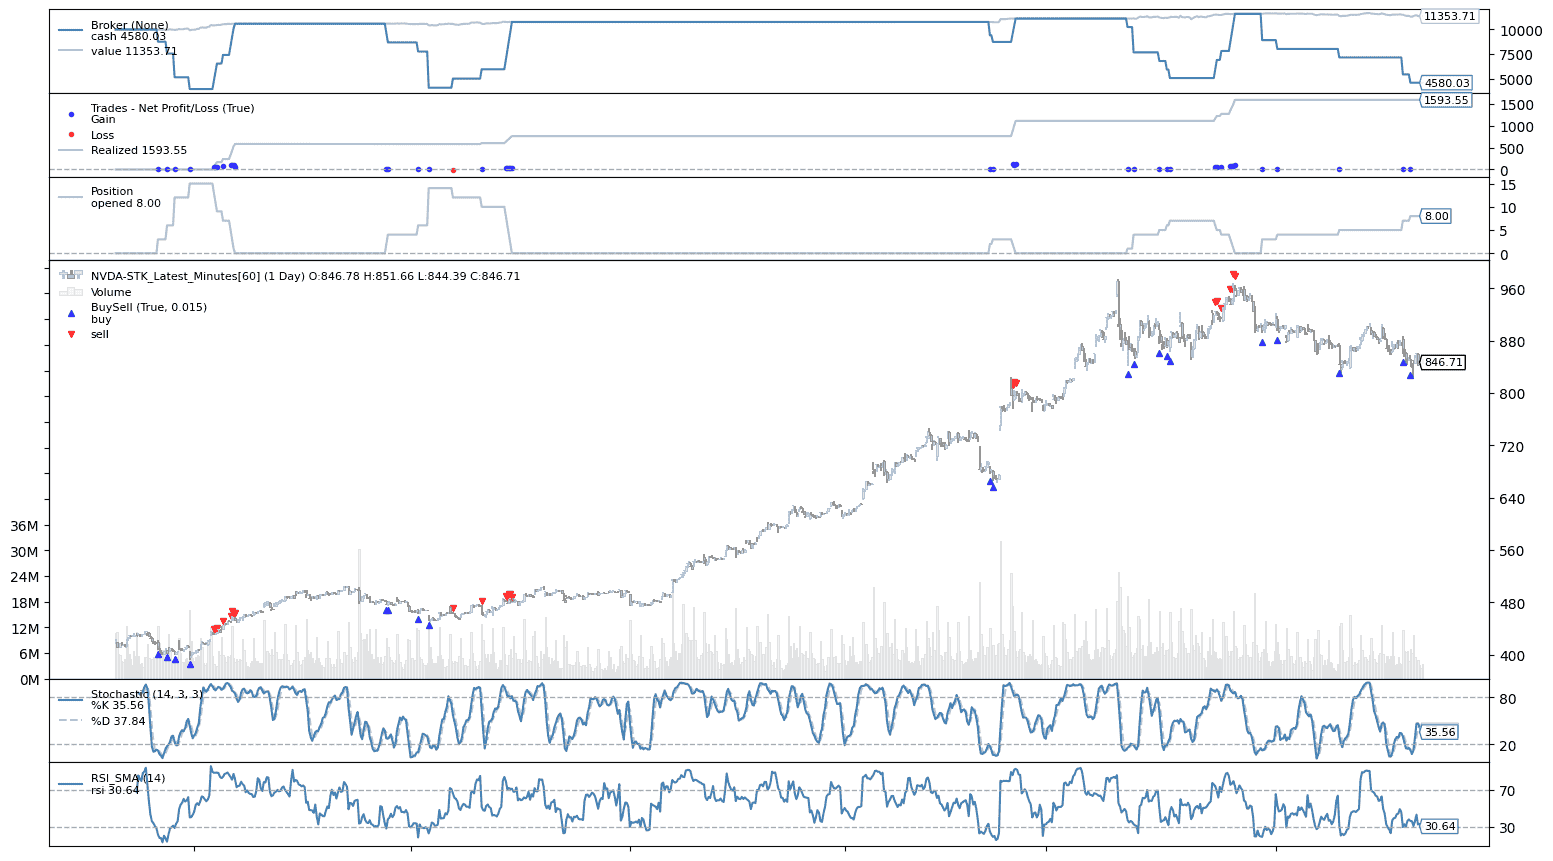 Broker (None)
cash 4580.03
value 11353.71
11353.71
10000
7500
5000
4580.03
Trades - Net Profit/Loss (True)
Gain
Loss
Realized 1593.55
1593.55
1500
1000
500
0
Position
opened 8.00
15
10
8.00
5
0
NVDA-STK_Latest_Minutes[60] (1 Day) O:846.78 H:851.66 L:844.39 C:846.71
Volume
BuySell (True, 0.015)
buy
sell
960
880
846.71
800
720
640
560
480
400
36M
30M
24M
18M
12M
6M
0M
Stochastic (14, 3, 3)
%K 35.56
%D 37.84
80
35.56
20
RSI_SMA (14)
rsi 30.64
70
30.64
30